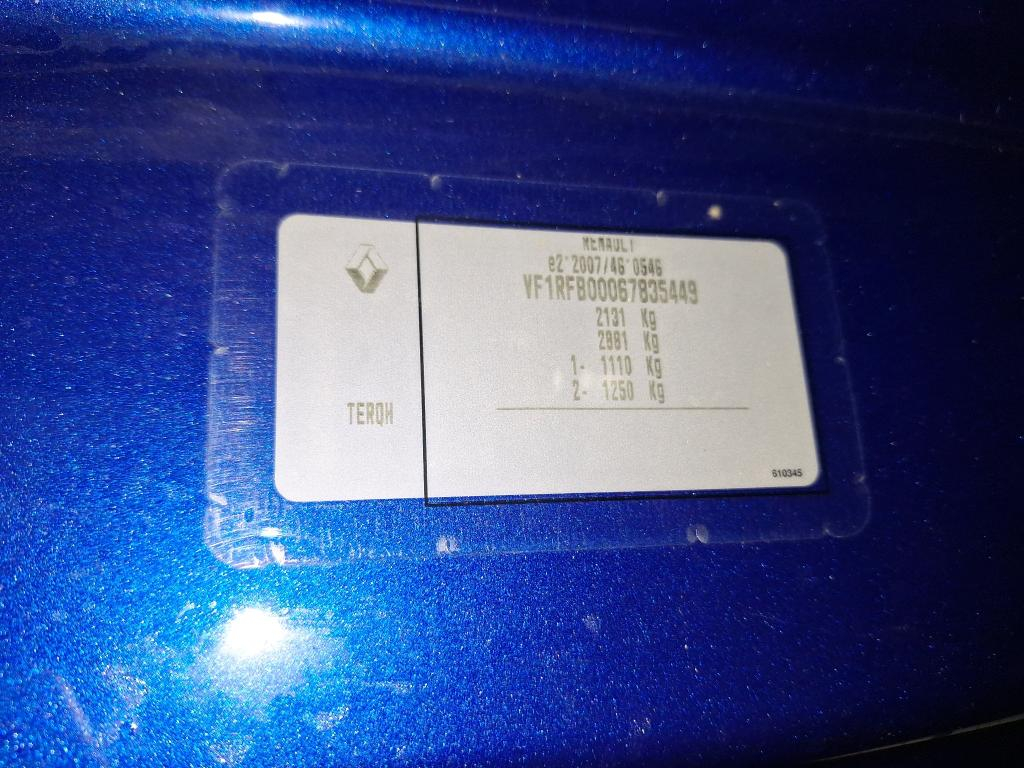 RENAULT
e2*2007/46*0546
VF1RFB00067835449
2131 Kg
2881 Kg
1- 1110 Kg
2- 1250 Kg
TERQH
610345